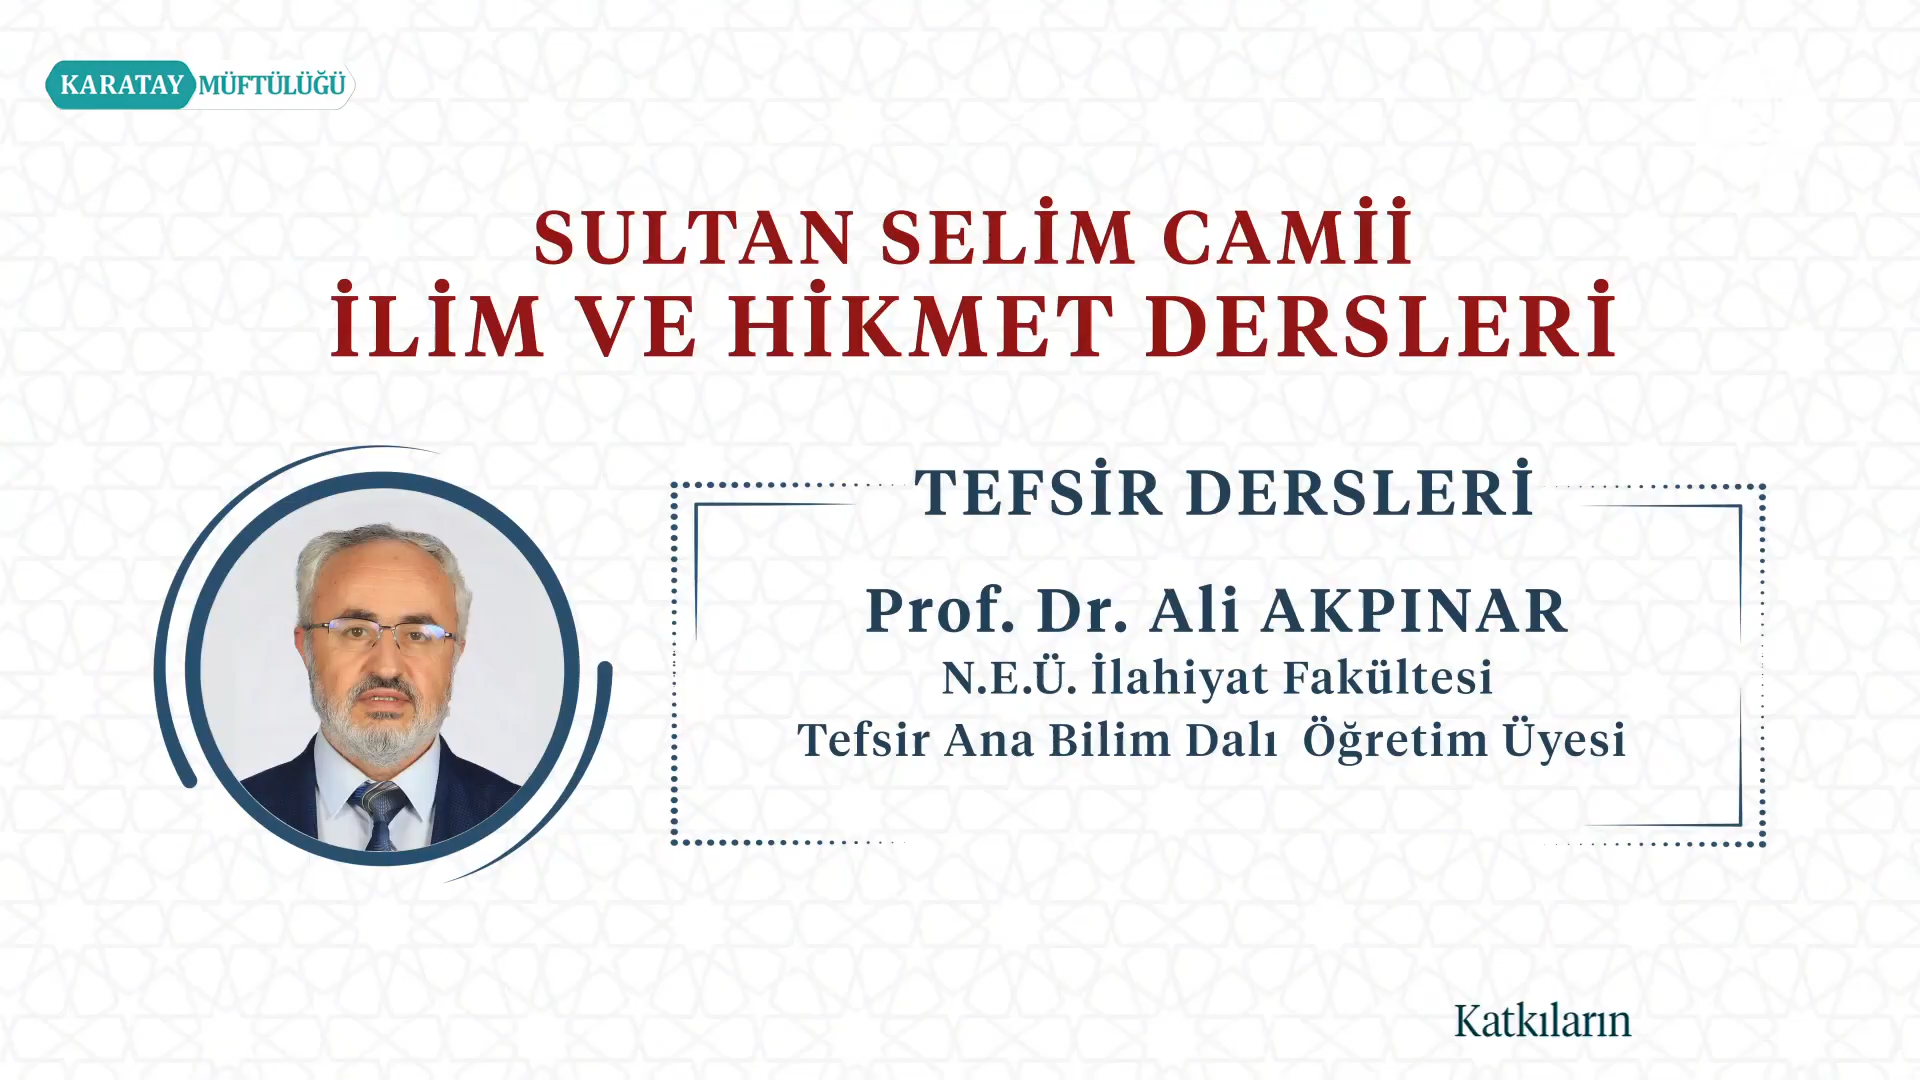 KARATAY MÜFTÜLÜĞÜ
SULTAN SELİM CAMİİ
İLİM VE HİKMET DERSLERİ
TEFSİR DERSLERİ
Prof. Dr. Ali AKPINAR
N.E.Ü. İlahiyat Fakültesi
Tefsir Ana Bilim Dalı Öğretim Üyesi
Katkıların